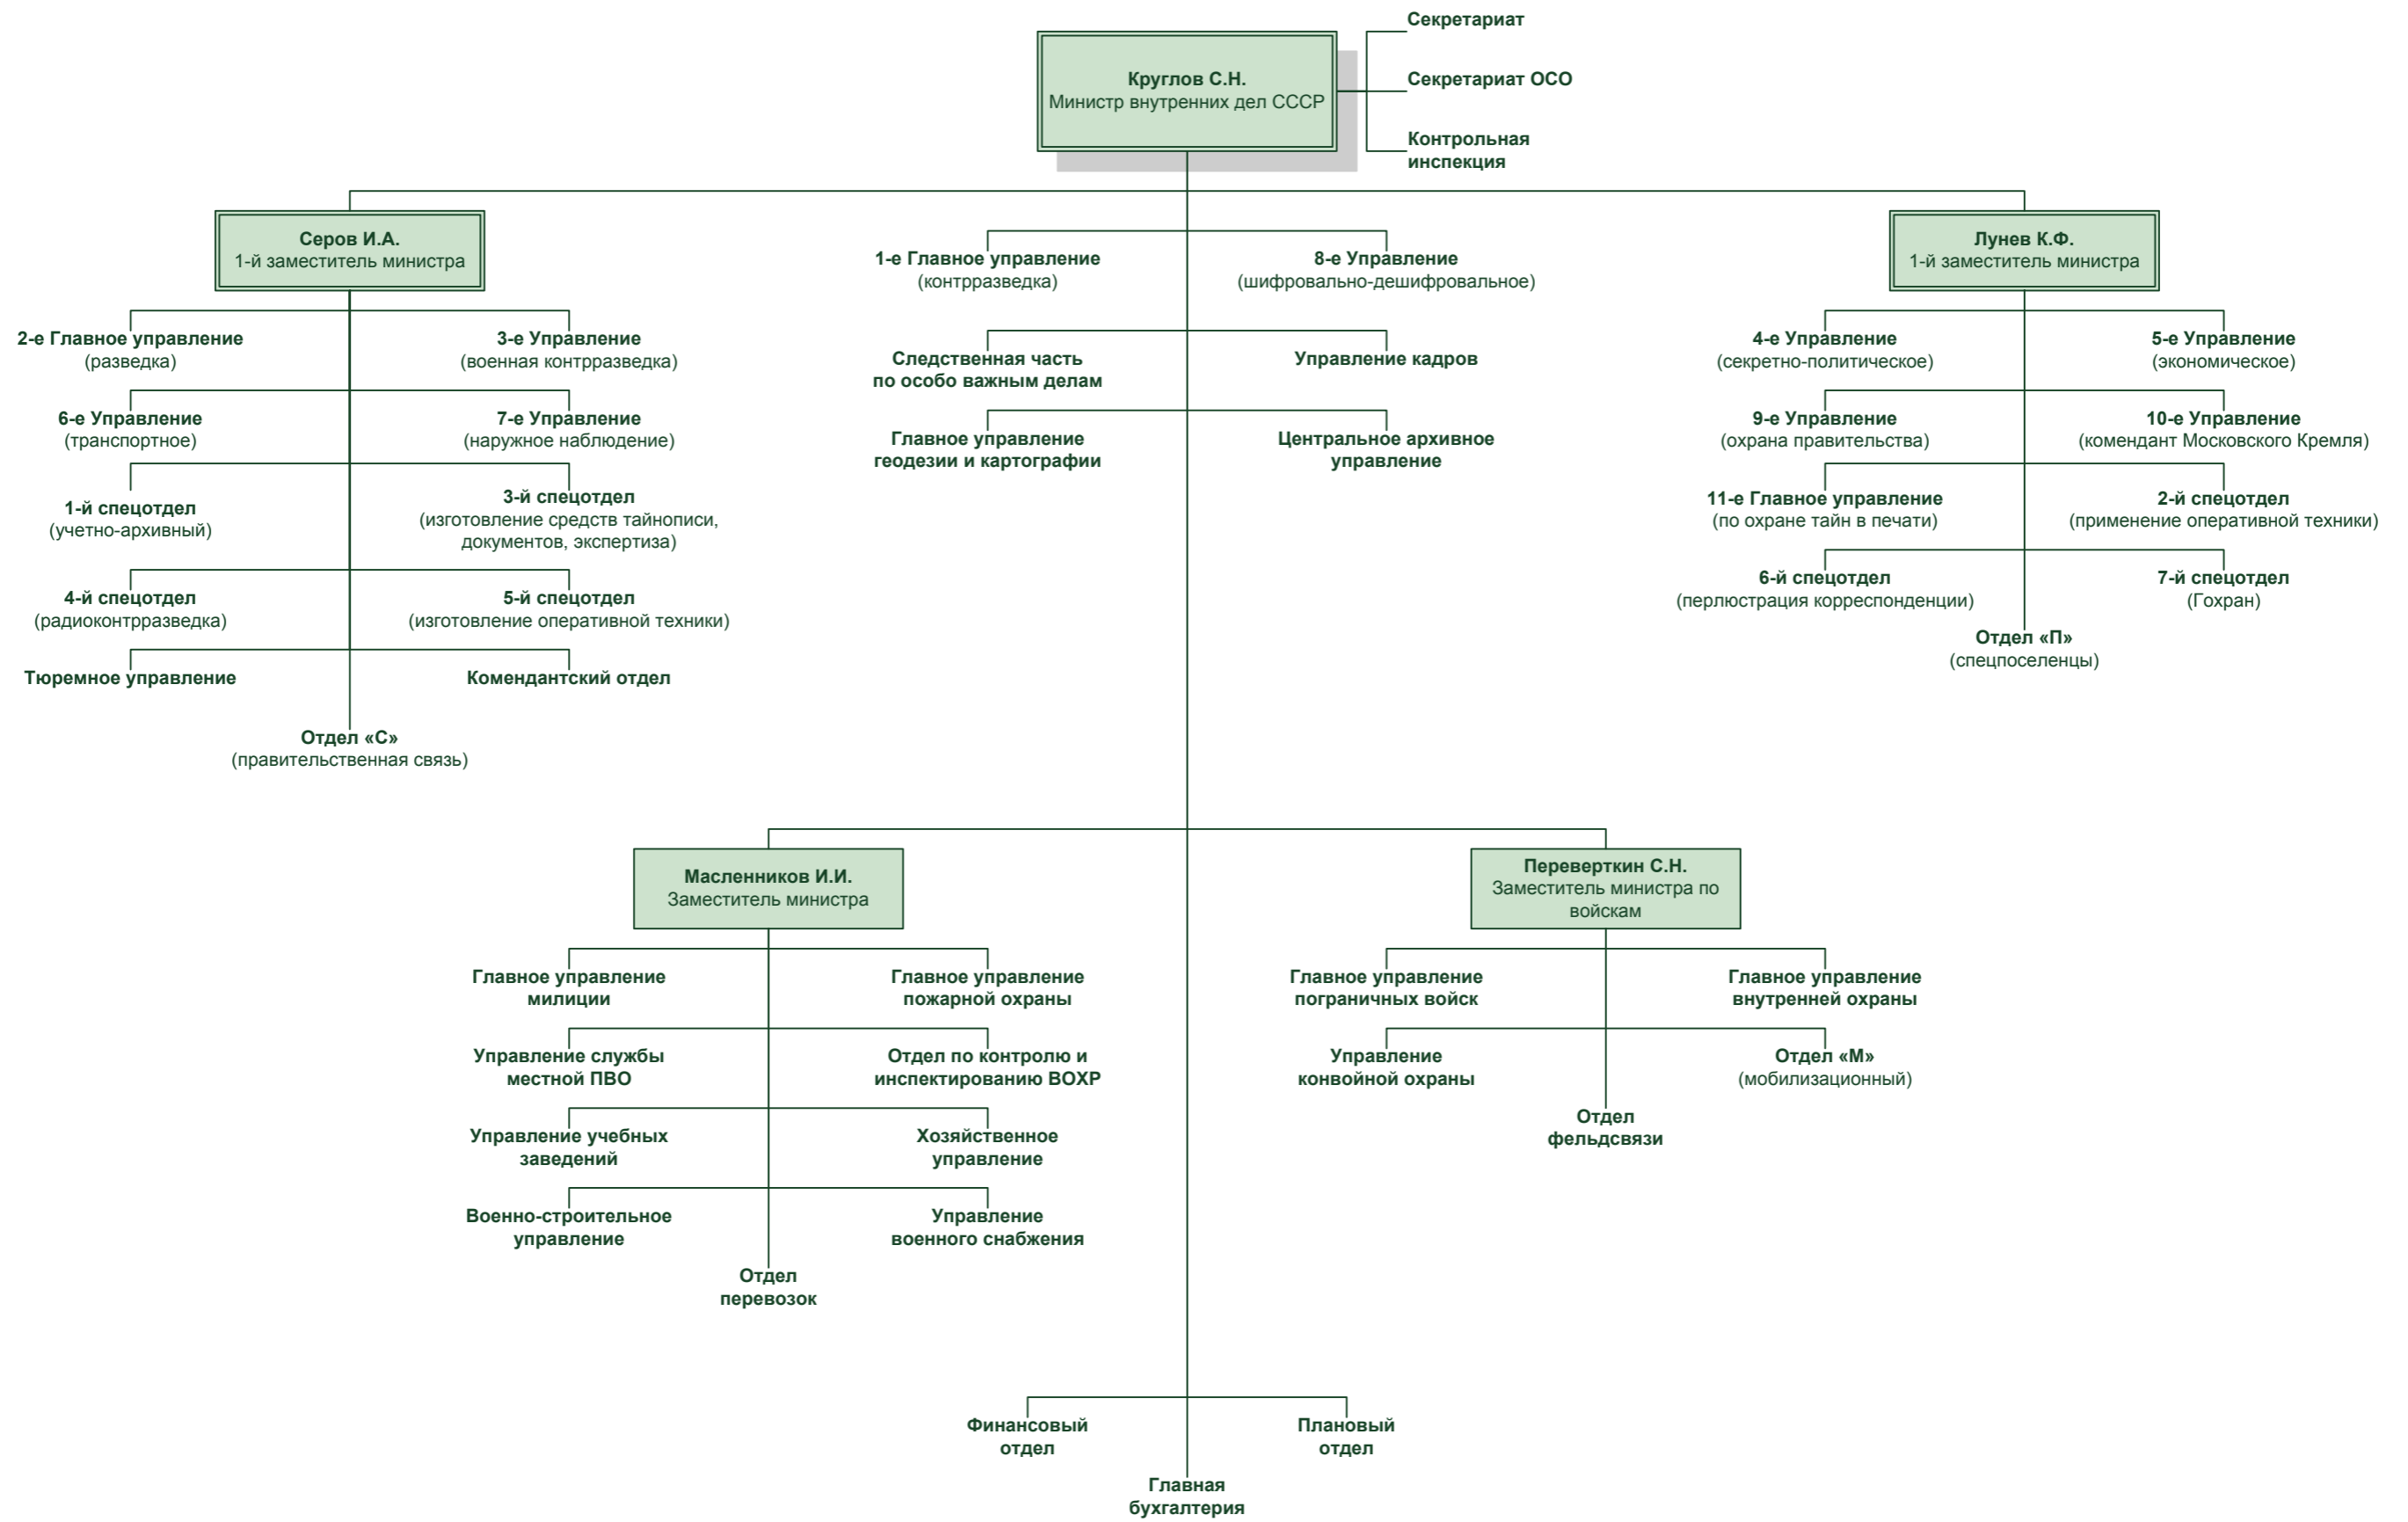 Секретариат
Круглов С.Н.
Министр внутренних дел СССР
Секретариат ОСО
Контрольная
инспекция
Серов И.А.
1-й заместитель министра
2-е Главное управление
(разведка)
3-е Управление
(военная контрразведка)
6-е Управление
(транспортное)
7-е Управление
(наружное наблюдение)
1-й спецотдел
(учетно-архивный)
3-й спецотдел
(изготовление средств тайнописи,
документов, экспертиза)
4-й спецотдел
(радиоконтрразведка)
5-й спецотдел
(изготовление оперативной техники)
Тюремное управление
Комендантский отдел
Отдел «С»
(правительственная связь)
1-е Главное управление
(контрразведка)
8-е Управление
(шифровально-дешифровальное)
Следственная часть
по особо важным делам
Управление кадров
Главное управление
геодезии и картографии
Центральное архивное
управление
Лунев К.Ф.
1-й заместитель министра
4-е Управление
(секретно-политическое)
5-е Управление
(экономическое)
9-е Управление
(охрана правительства)
10-е Управление
(комендант Московского Кремля)
11-е Главное управление
(по охране тайн в печати)
2-й спецотдел
(применение оперативной техники)
6-й спецотдел
(перлюстрация корреспонденции)
7-й спецотдел
(Гохран)
Отдел «П»
(спецпоселенцы)
Масленников И.И.
Заместитель министра
Главное управление
милиции
Главное управление
пожарной охраны
Управление службы
местной ПВО
Отдел по контролю и
инспектированию ВОХР
Управление учебных
заведений
Хозяйственное
управление
Военно-строительное
управление
Управление
военного снабжения
Отдел
перевозок
Переверткин С.Н.
Заместитель министра по
войскам
Главное управление
пограничных войск
Главное управление
внутренней охраны
Управление
конвойной охраны
Отдел «М»
(мобилизационный)
Отдел
фельдсвязи
Финансовый
отдел
Плановый
отдел
Главная
бухгалтерия